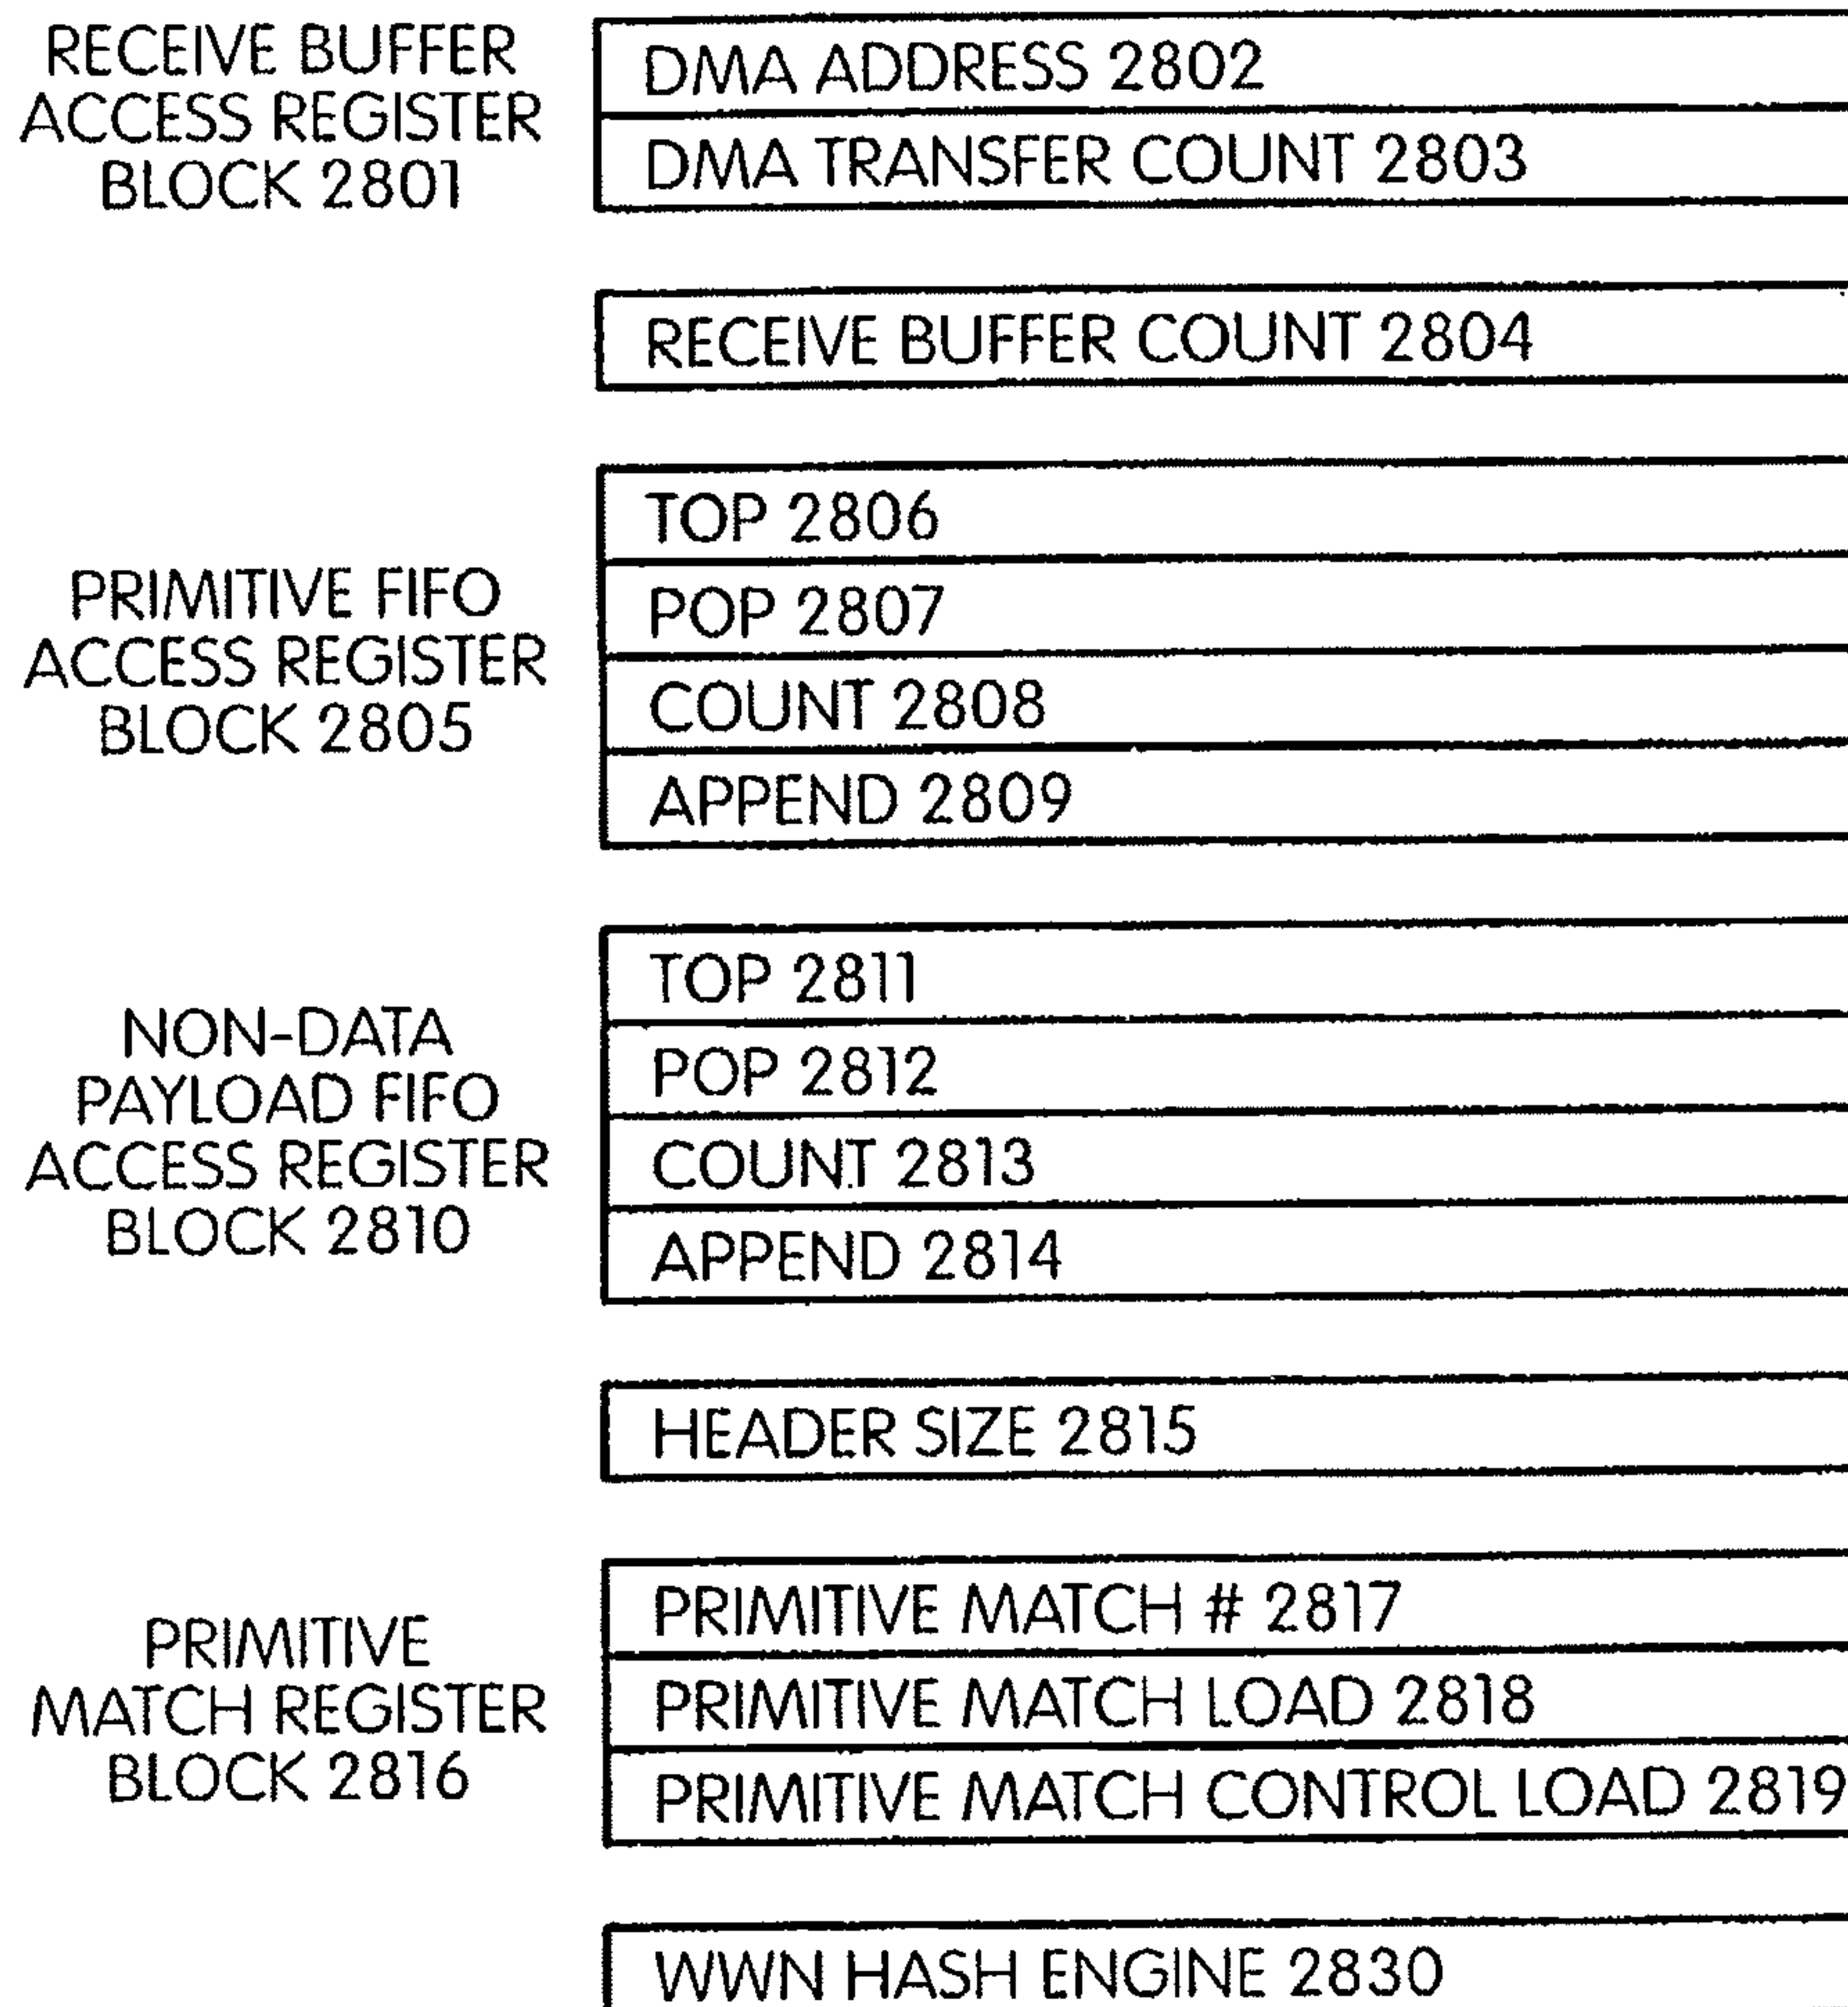 RECEIVE BUFFER
ACCESS REGISTER
BLOCK 2801
DMA ADDRESS 2802
DMA TRANSFER COUNT 2803
RECEIVE BUFFER COUNT 2804
PRIMITIVE FIFO
ACCESS REGISTER
BLOCK 2805
TOP 2806
POP 2807
COUNT 2808
APPEND 2809
NON-DATA
PAYLOAD FIFO
ACCESS REGISTER
BLOCK 2810
TOP 2811
POP 2812
COUNT 2813
APPEND 2814
HEADER SIZE 2815
PRIMITIVE
MATCH REGISTER
BLOCK 2816
PRIMITIVE MATCH # 2817
PRIMITIVE MATCH LOAD 2818
PRIMITIVE MATCH CONTROL LOAD 2819
WWN HASH ENGINE 2830